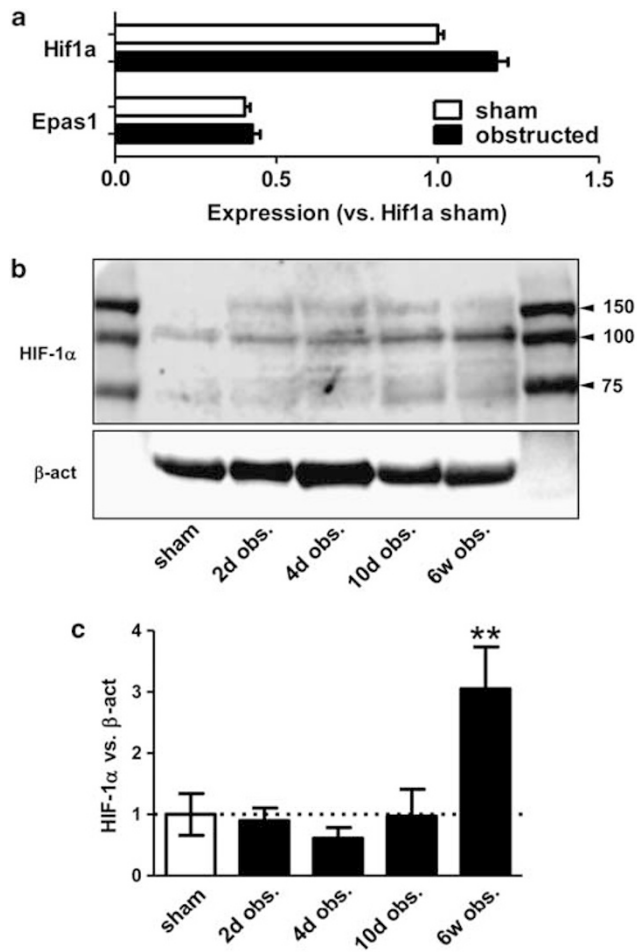 a
Hif1a
Epas1
sham
obstructed
0.0 0.5 1.0 1.5
Expression (vs. Hif1a sham)
b
HIF-1α
150
100
75
β-act
sham 2d obs. 4d obs. 10d obs. 6w obs.
c
HIF-1α vs. β-act
4
3
2
1
0
**
sham 2d obs. 4d obs. 10d obs. 6w obs.